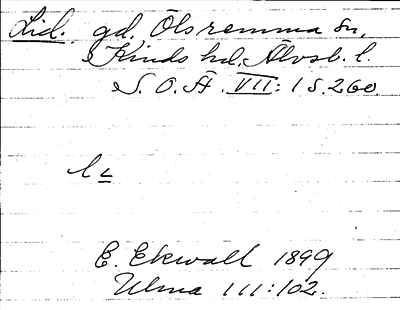 Lid. gd. Ölsremma sn,
Kinds hd. Älvsb. l.
S. O. Ä. VII: 1 S. 260.
E. Ekwall 1899
Ulma 111:102.